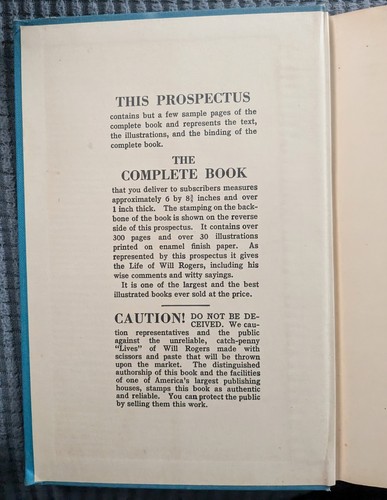 THIS PROSPECTUS
contains but a few sample pages of the
complete book and represents the text,
the illustrations, and the binding of the
complete book.
THE
COMPLETE BOOK
that you deliver to subscribers measures
approximately 6 by 8¾ inches and over
1 inch thick. The stamping on the back-
bone of the book is shown on the reverse
side of this prospectus. It contains over
300 pages and over 30 illustrations
printed on enamel finish paper. As
represented by this prospectus it gives
the Life of Will Rogers, including his
wise comments and witty sayings.
It is one of the largest and the best
illustrated books ever sold at the price.
CAUTION! DO NOT BE DE-
CEIVED. We cau-
tion representatives and the public
against the unreliable, catch-penny
"Lives" of Will Rogers made with
scissors and paste that will be thrown
upon the market. The distinguished
authorship of this book and the facilities
of one of America's largest publishing
houses, stamps this book as authentic
and reliable. You can protect the public
by selling them this work.